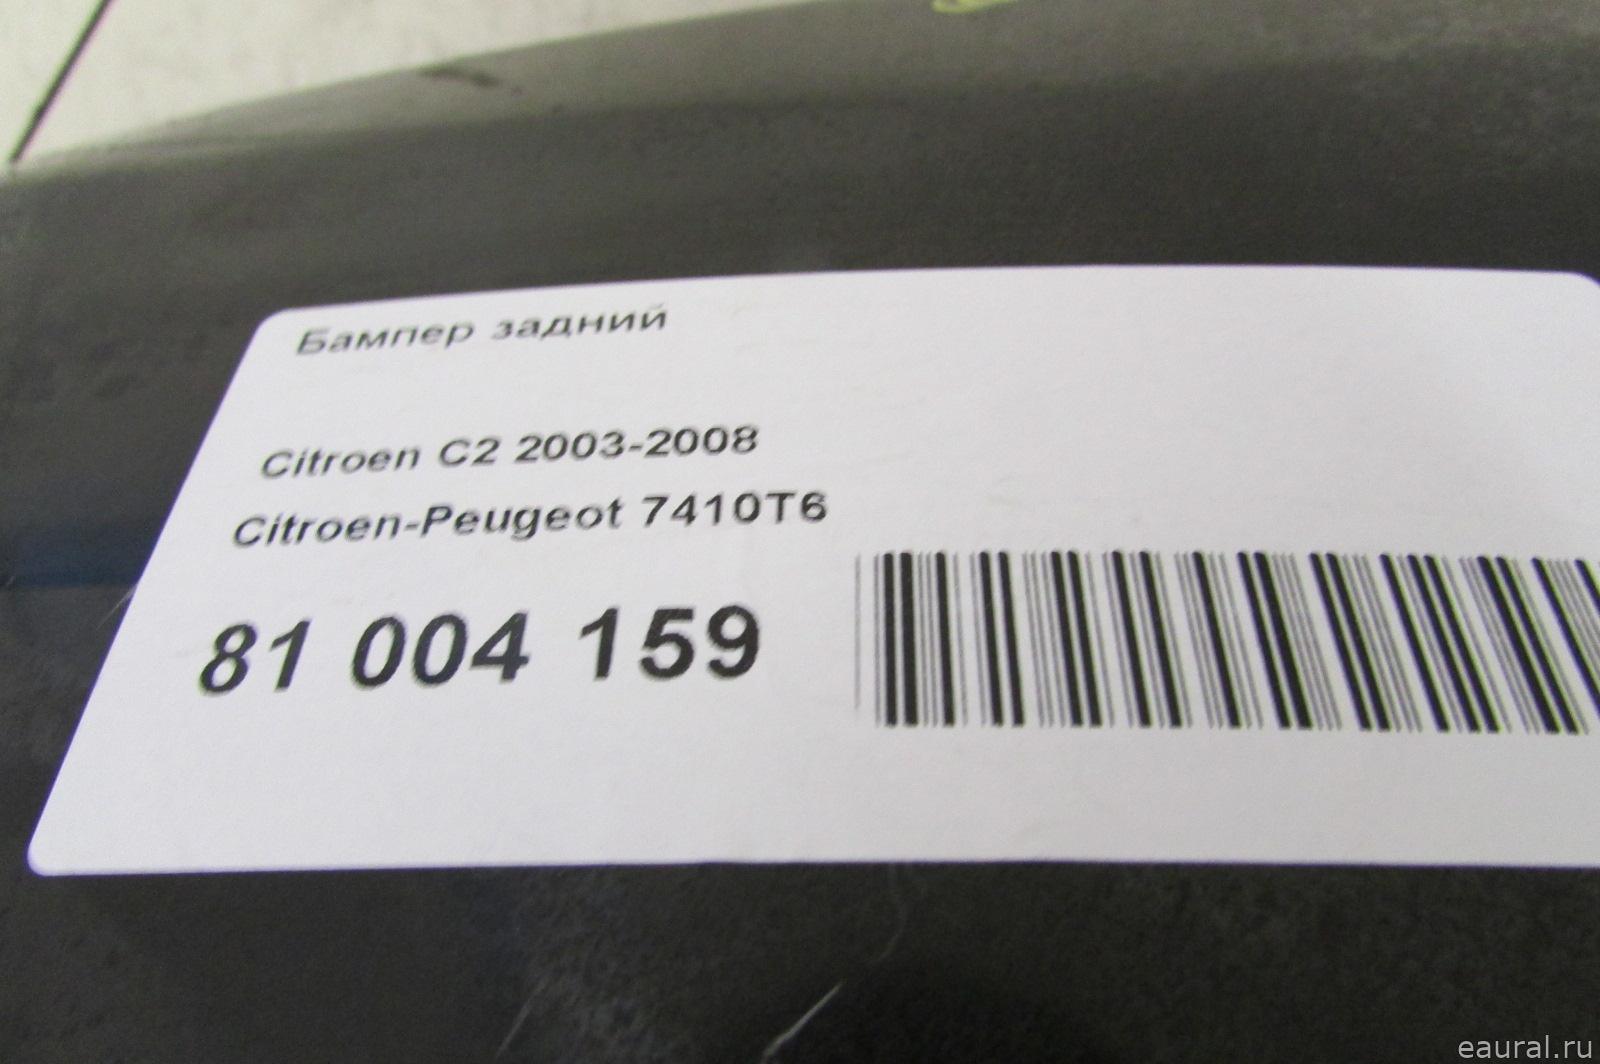 Бампер задний
Citroen C2 2003-2008
Citroen-Peugeot 7410T6
81 004 159
eaural.ru